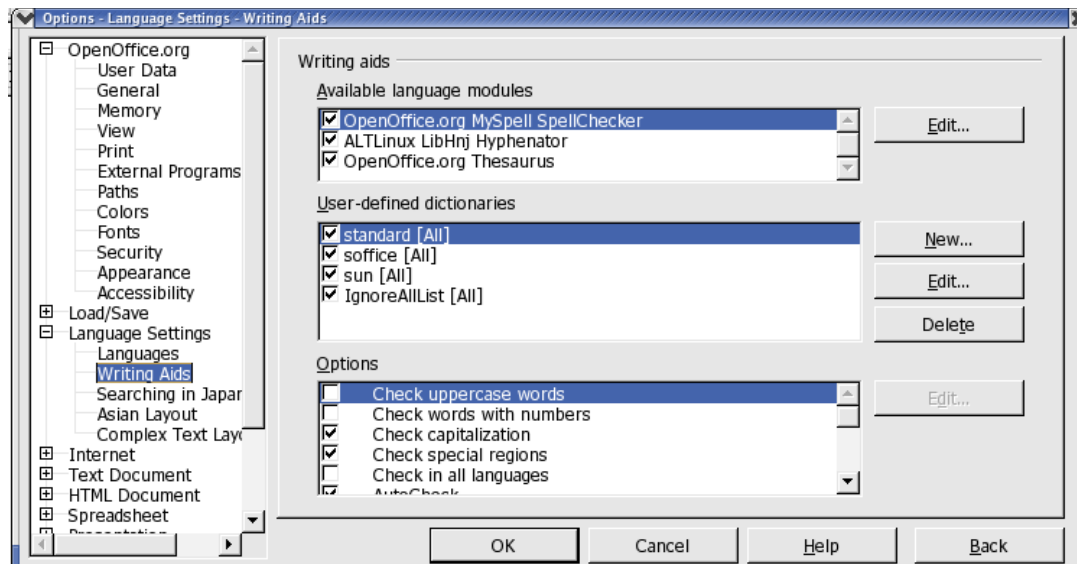 Options - Language Settings - Writing Aids
OpenOffice.org
User Data
General
Memory
View
Print
External Programs
Paths
Colors
Fonts
Security
Appearance
Accessibility
Load/Save
Language Settings
Languages
Writing Aids
Searching in Japan
Asian Layout
Complex Text Layo
Internet
Text Document
HTML Document
Spreadsheet
Presentation
Writing aids
Available language modules
OpenOffice.org MySpell SpellChecker
ALTLinux LibHnj Hyphenator
OpenOffice.org Thesaurus
Edit...
User-defined dictionaries
standard [All]
soffice [All]
sun [All]
IgnoreAllList [All]
New...
Edit...
Delete
Options
Check uppercase words
Check words with numbers
Check capitalization
Check special regions
Check in all languages
AutoCheck
Edit...
OK
Cancel
Help
Back